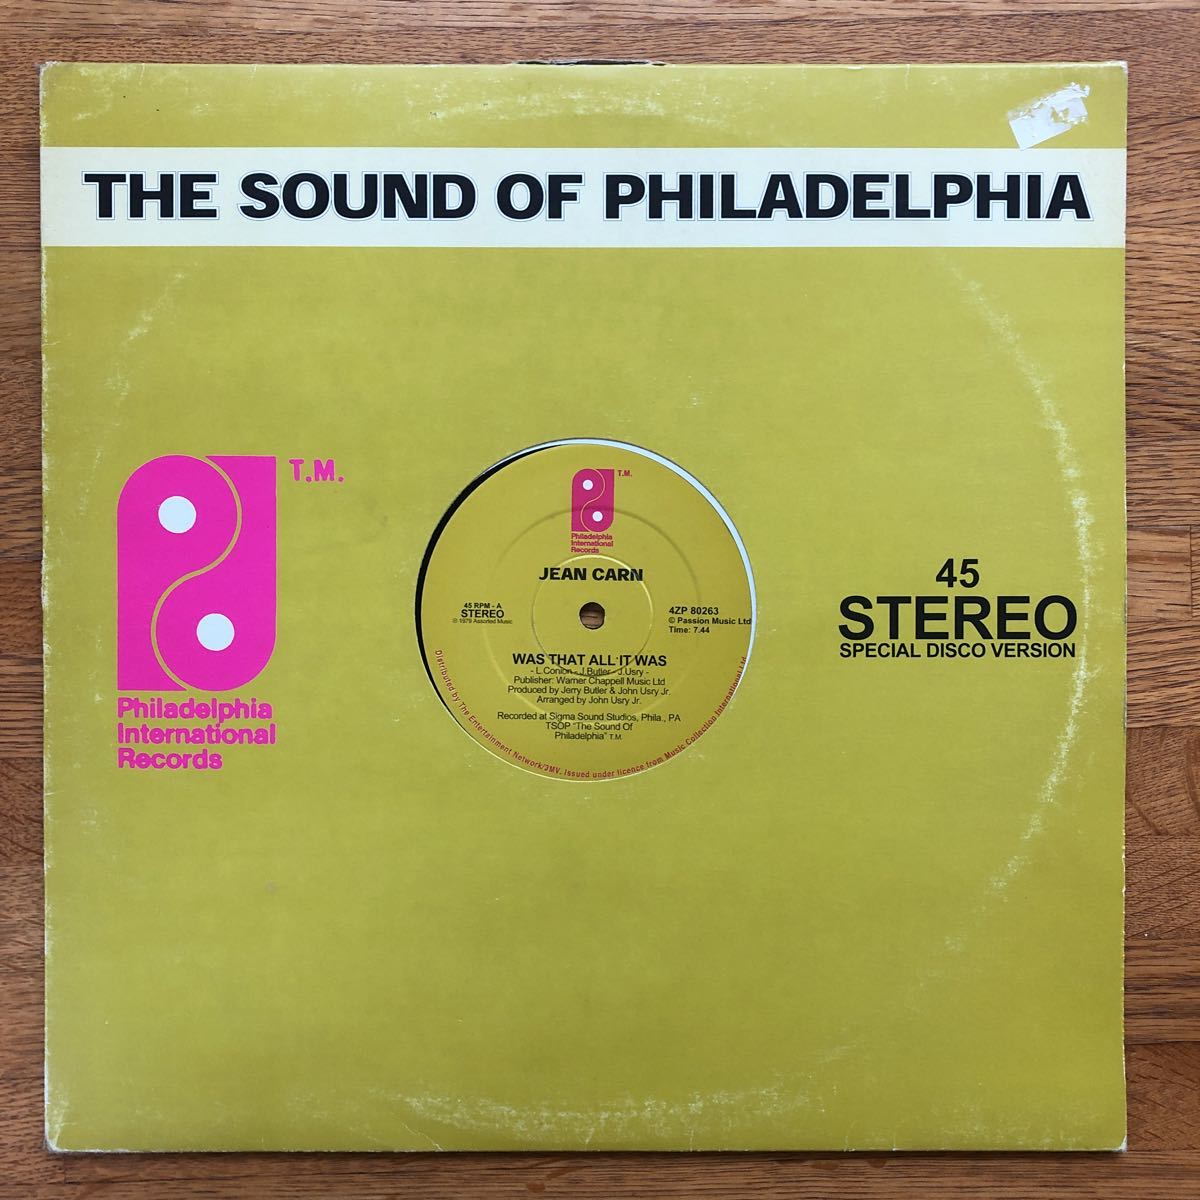 THE SOUND OF PHILADELPHIA
T.M.
Philadelphia
International
Records
45
STEREO
SPECIAL DISCO VERSION
T.M.
Philadelphia
International
Records
JEAN CARN
45 RPM - A
STEREO
℗ 1979 Assorted Music
4ZP 80263
© Passion Music Ltd
Time: 7.44
WAS THAT ALL IT WAS
- L.Conlon - J.Butler - J.Usry -
Publisher: Warner Chappell Music Ltd
Produced by Jerry Butler & John Usry Jr.
Arranged by John Usry Jr.
Recorded at Sigma Sound Studios, Phila., PA
TSOP "The Sound Of
Philadelphia" T.M.
Distributed by The Entertainment Network/3MV. Issued under licence from Music Collection International Ltd